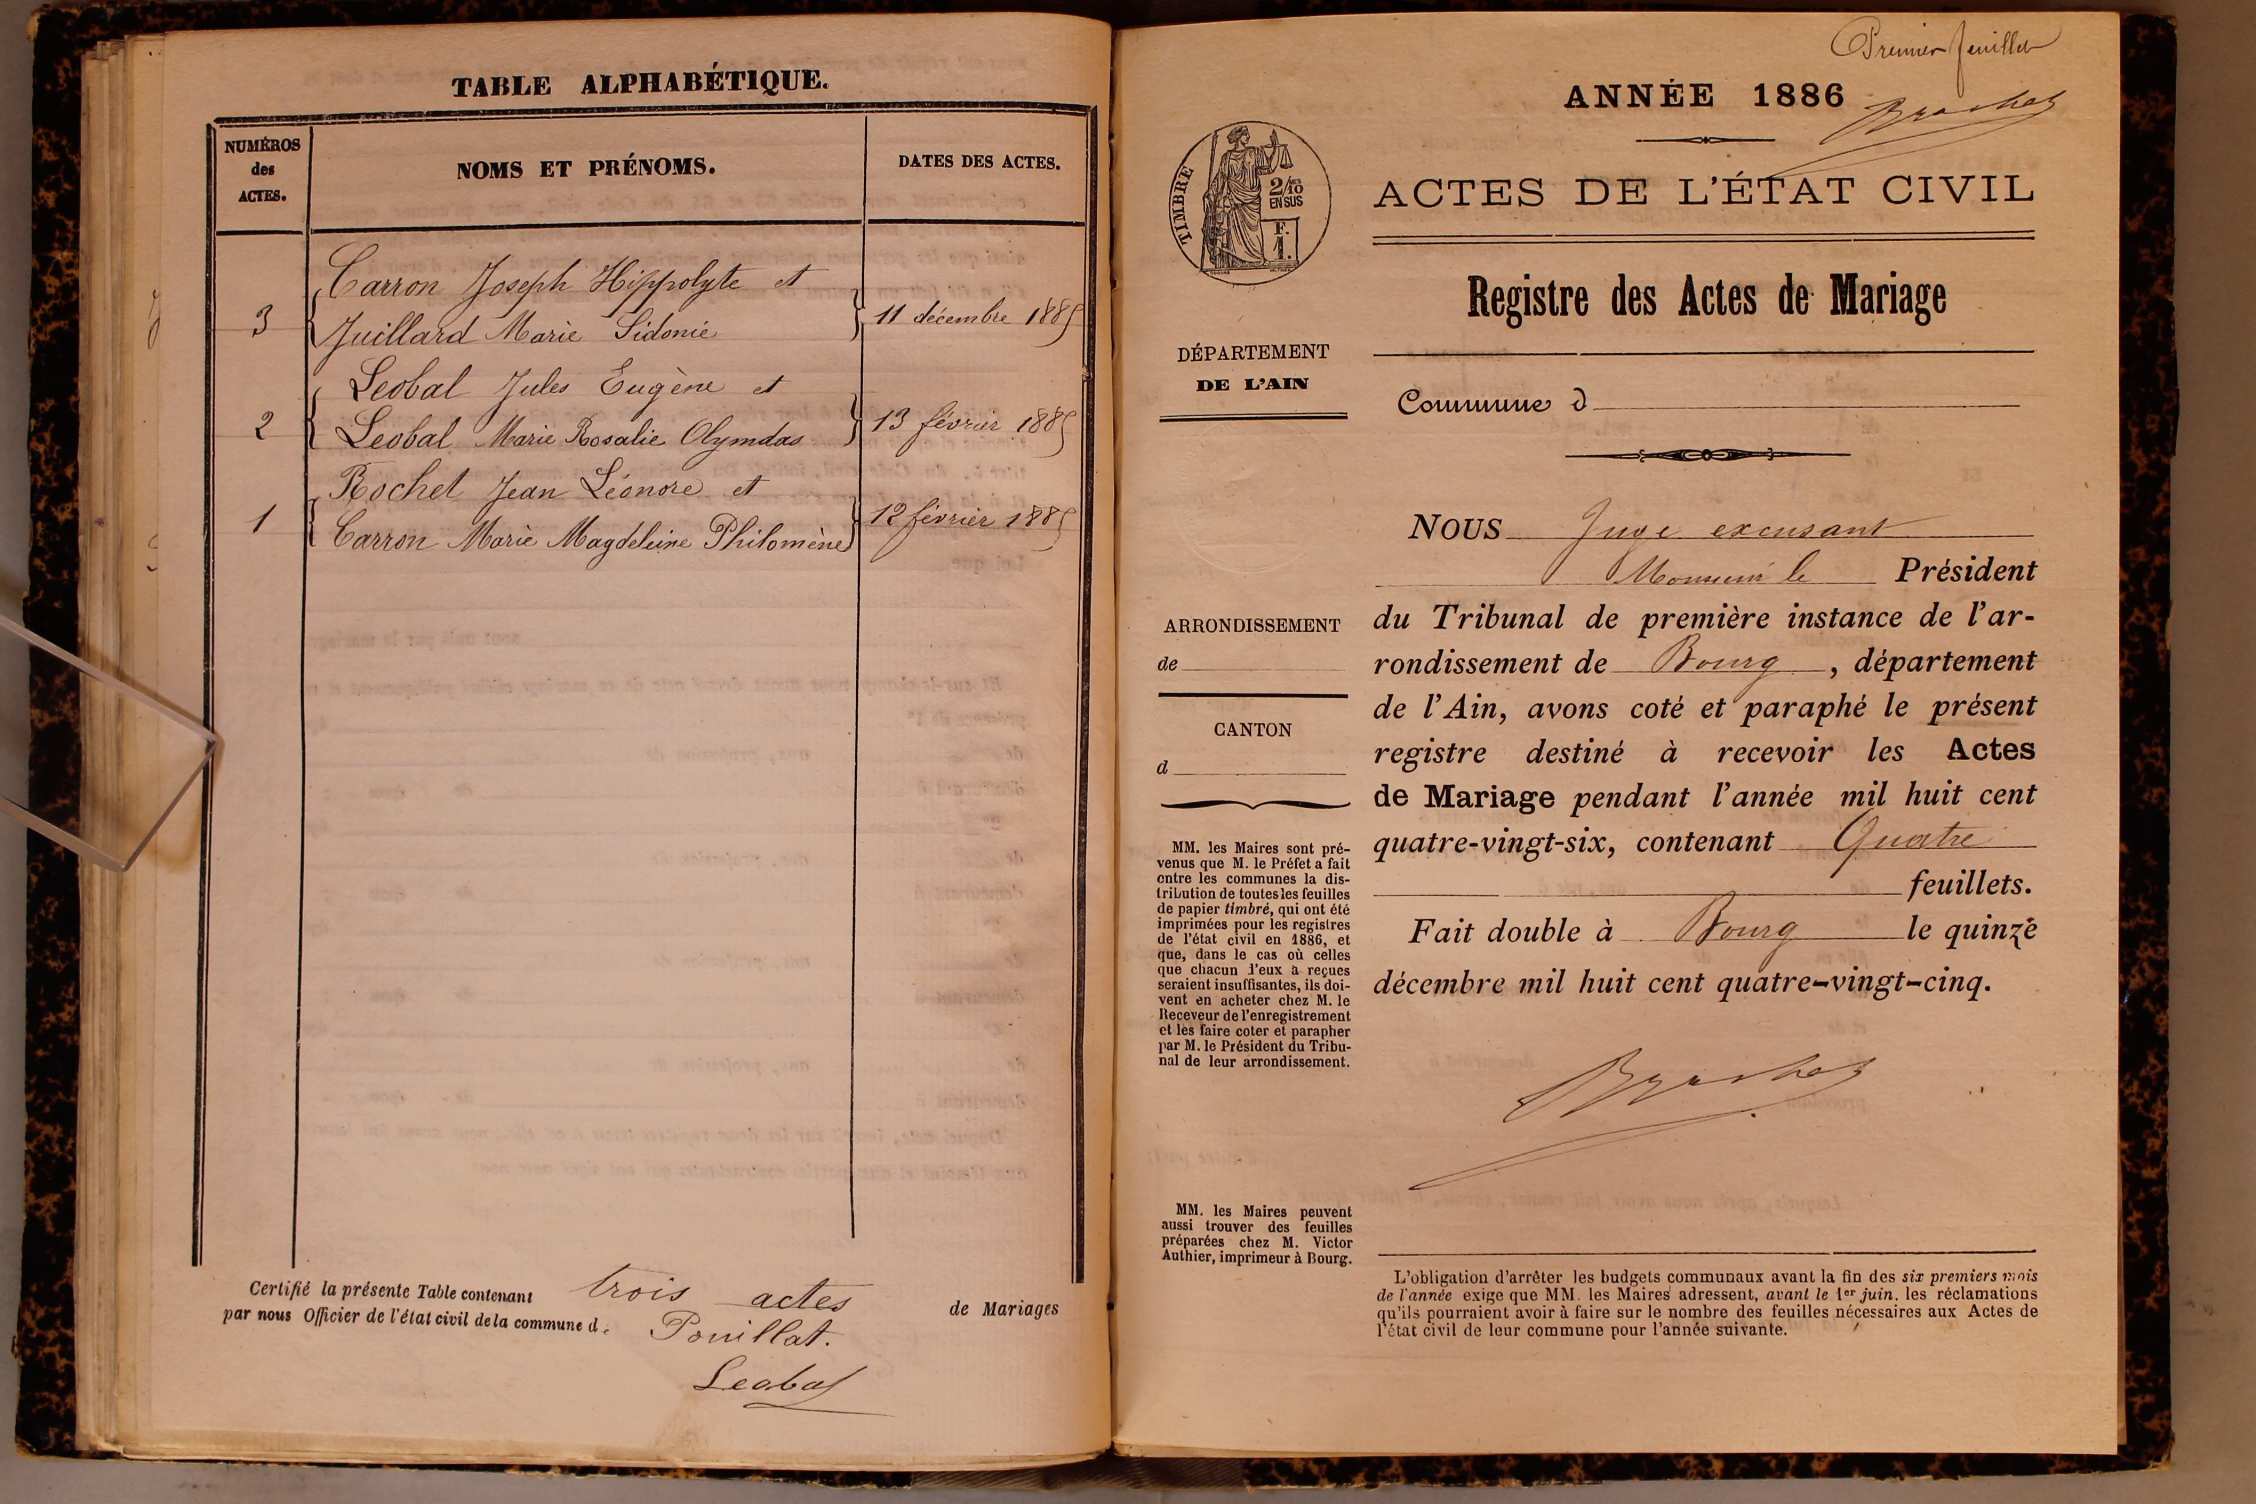 TABLE ALPHABÉTIQUE.
NUMÉROS
des
ACTES.
NOMS ET PRÉNOMS.
DATES DES ACTES.
Carron Joseph Hippolyte et
3 Juillard Marie Sidonie 11 décembre 1885
Leobal Jules Eugène et
2 Leobal Marie Rosalie Olymdas 13 février 1885
Rochet Jean Léonore et
1 Carron Marie Magdeleine Philomène 12 février 1885
Certifié la présente Table contenant trois actes de Mariages
par nous Officier de l'état civil de la commune d. Pouillat.
Leobal
Premier feuillet
ANNÉE 1886
ACTES DE L'ÉTAT CIVIL
TIMBRE
2/10
EN SUS
F.
1.
Registre des Actes de Mariage
DÉPARTEMENT
DE L'AIN
Commune d
ARRONDISSEMENT
de
CANTON
d
MM. les Maires sont pré-
venus que M. le Préfet a fait
entre les communes la dis-
tribution de toutes les feuilles
de papier timbré, qui ont été
imprimées pour les registres
de l'état civil en 1886, et
que, dans le cas où celles
que chacun d'eux a reçues
seraient insuffisantes, ils doi-
vent en acheter chez M. le
Receveur de l'enregistrement
et les faire coter et parapher
par M. le Président du Tribu-
nal de leur arrondissement.
MM. les Maires peuvent
aussi trouver des feuilles
préparées chez M. Victor
Authier, imprimeur à Bourg.
NOUS Juge excusant
Monsieur le Président
du Tribunal de première instance de l'ar-
rondissement de Bourg, département
de l'Ain, avons coté et paraphé le présent
registre destiné à recevoir les Actes
de Mariage pendant l'année mil huit cent
quatre-vingt-six, contenant Quatre
feuillets.
Fait double à Bourg le quinze
décembre mil huit cent quatre-vingt-cinq.
L'obligation d'arrêter les budgets communaux avant la fin des six premiers mois
de l'année exige que MM. les Maires adressent, avant le 1er juin, les réclamations
qu'ils pourraient avoir à faire sur le nombre des feuilles nécessaires aux Actes de
l'état civil de leur commune pour l'année suivante.